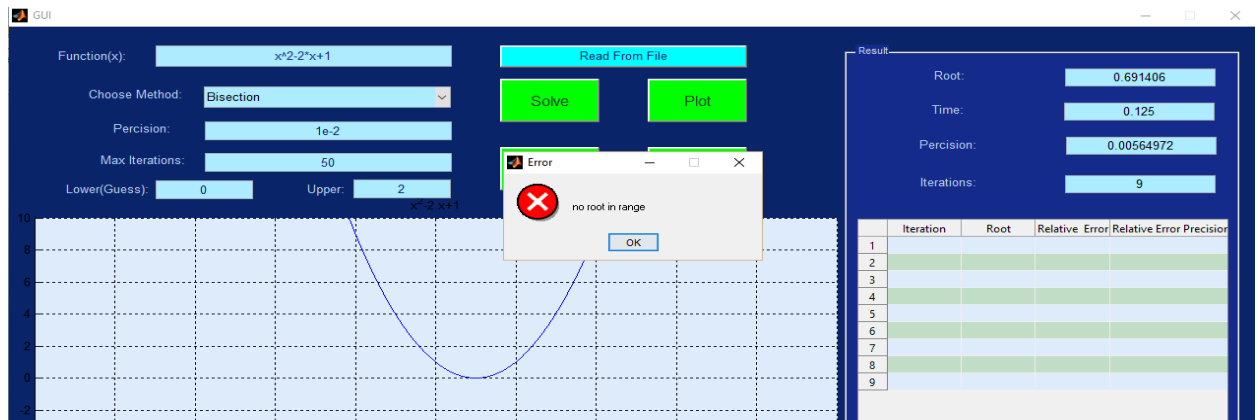 GUI
Function(x):
x^2-2*x+1
Read From File
Choose Method:
Bisection
Solve
Plot
Percision:
1e-2
Max Iterations:
50
Lower(Guess):
0
Upper:
2
Error
no root in range
OK
x²-2 x+1
10
8
6
4
2
0
-2
Result
Root:
0.691406
Time:
0.125
Percision:
0.00564972
Iterations:
9
Iteration Root Relative Error Relative Error Precision
1
2
3
4
5
6
7
8
9